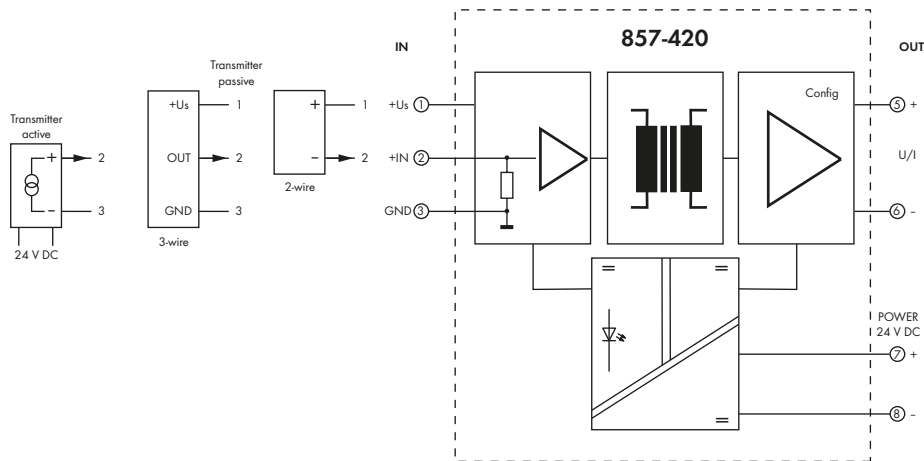 857-420
IN
OUT
Transmitter
passive
Transmitter
active
+
2
−
3
24 V DC
+Us
1
OUT
2
GND
3
3-wire
+
1
−
2
2-wire
+Us ①
+IN ②
GND ③
Config
⑤ +
U/I
⑥ −
POWER
24 V DC
⑦ +
⑧ −